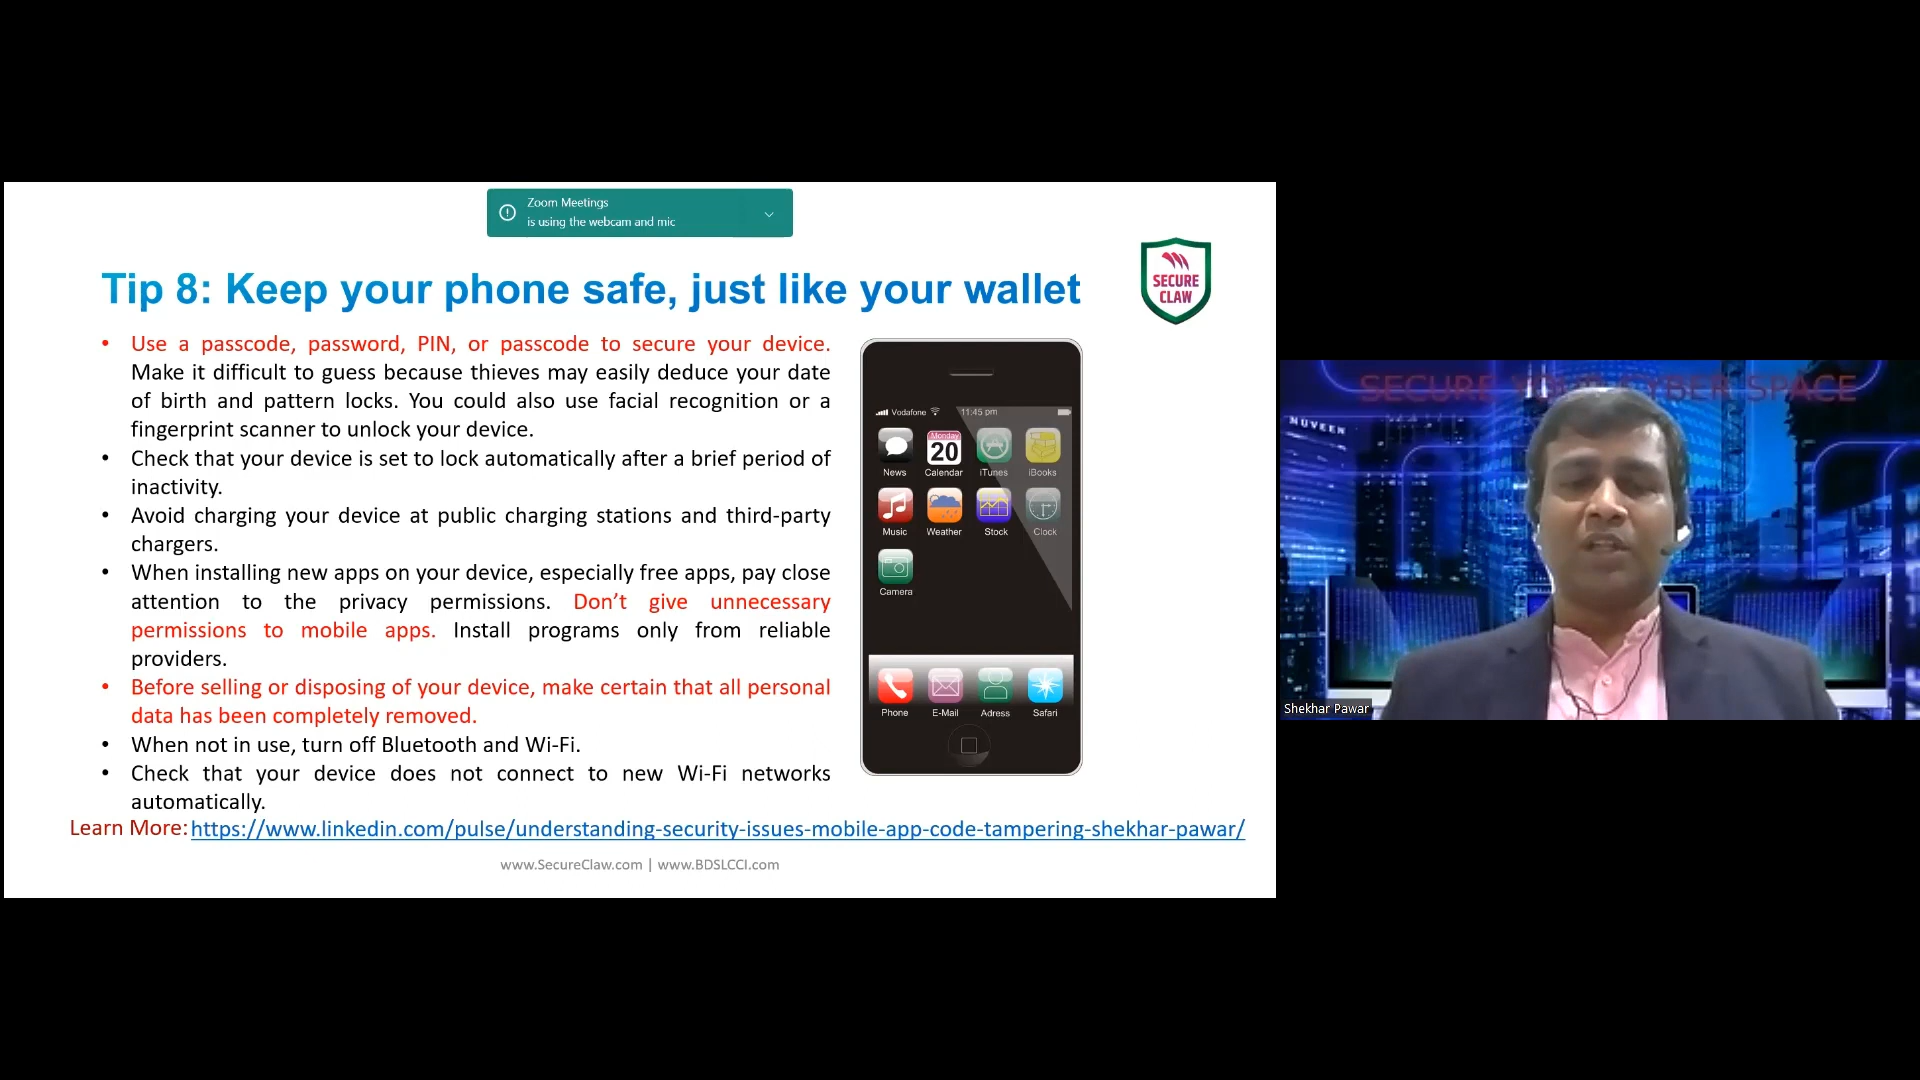 Zoom Meetings
is using the webcam and mic
Tip 8: Keep your phone safe, just like your wallet
SECURE
CLAW
• Use a passcode, password, PIN, or passcode to secure your device.
Make it difficult to guess because thieves may easily deduce your date
of birth and pattern locks. You could also use facial recognition or a
fingerprint scanner to unlock your device.
• Check that your device is set to lock automatically after a brief period of
inactivity.
• Avoid charging your device at public charging stations and third-party
chargers.
• When installing new apps on your device, especially free apps, pay close
attention to the privacy permissions. Don’t give unnecessary
permissions to mobile apps. Install programs only from reliable
providers.
• Before selling or disposing of your device, make certain that all personal
data has been completely removed.
• When not in use, turn off Bluetooth and Wi-Fi.
• Check that your device does not connect to new Wi-Fi networks
automatically.
Learn More: https://www.linkedin.com/pulse/understanding-security-issues-mobile-app-code-tampering-shekhar-pawar/
www.SecureClaw.com | www.BDSLCCI.com
Vodafone 11:45 pm
Monday
20
News Calendar iTunes iBooks
Music Weather Stock Clock
Camera
Phone E-Mail Adress Safari
SECURE YOUR CYBER SPACE
NUVEEN
Shekhar Pawar